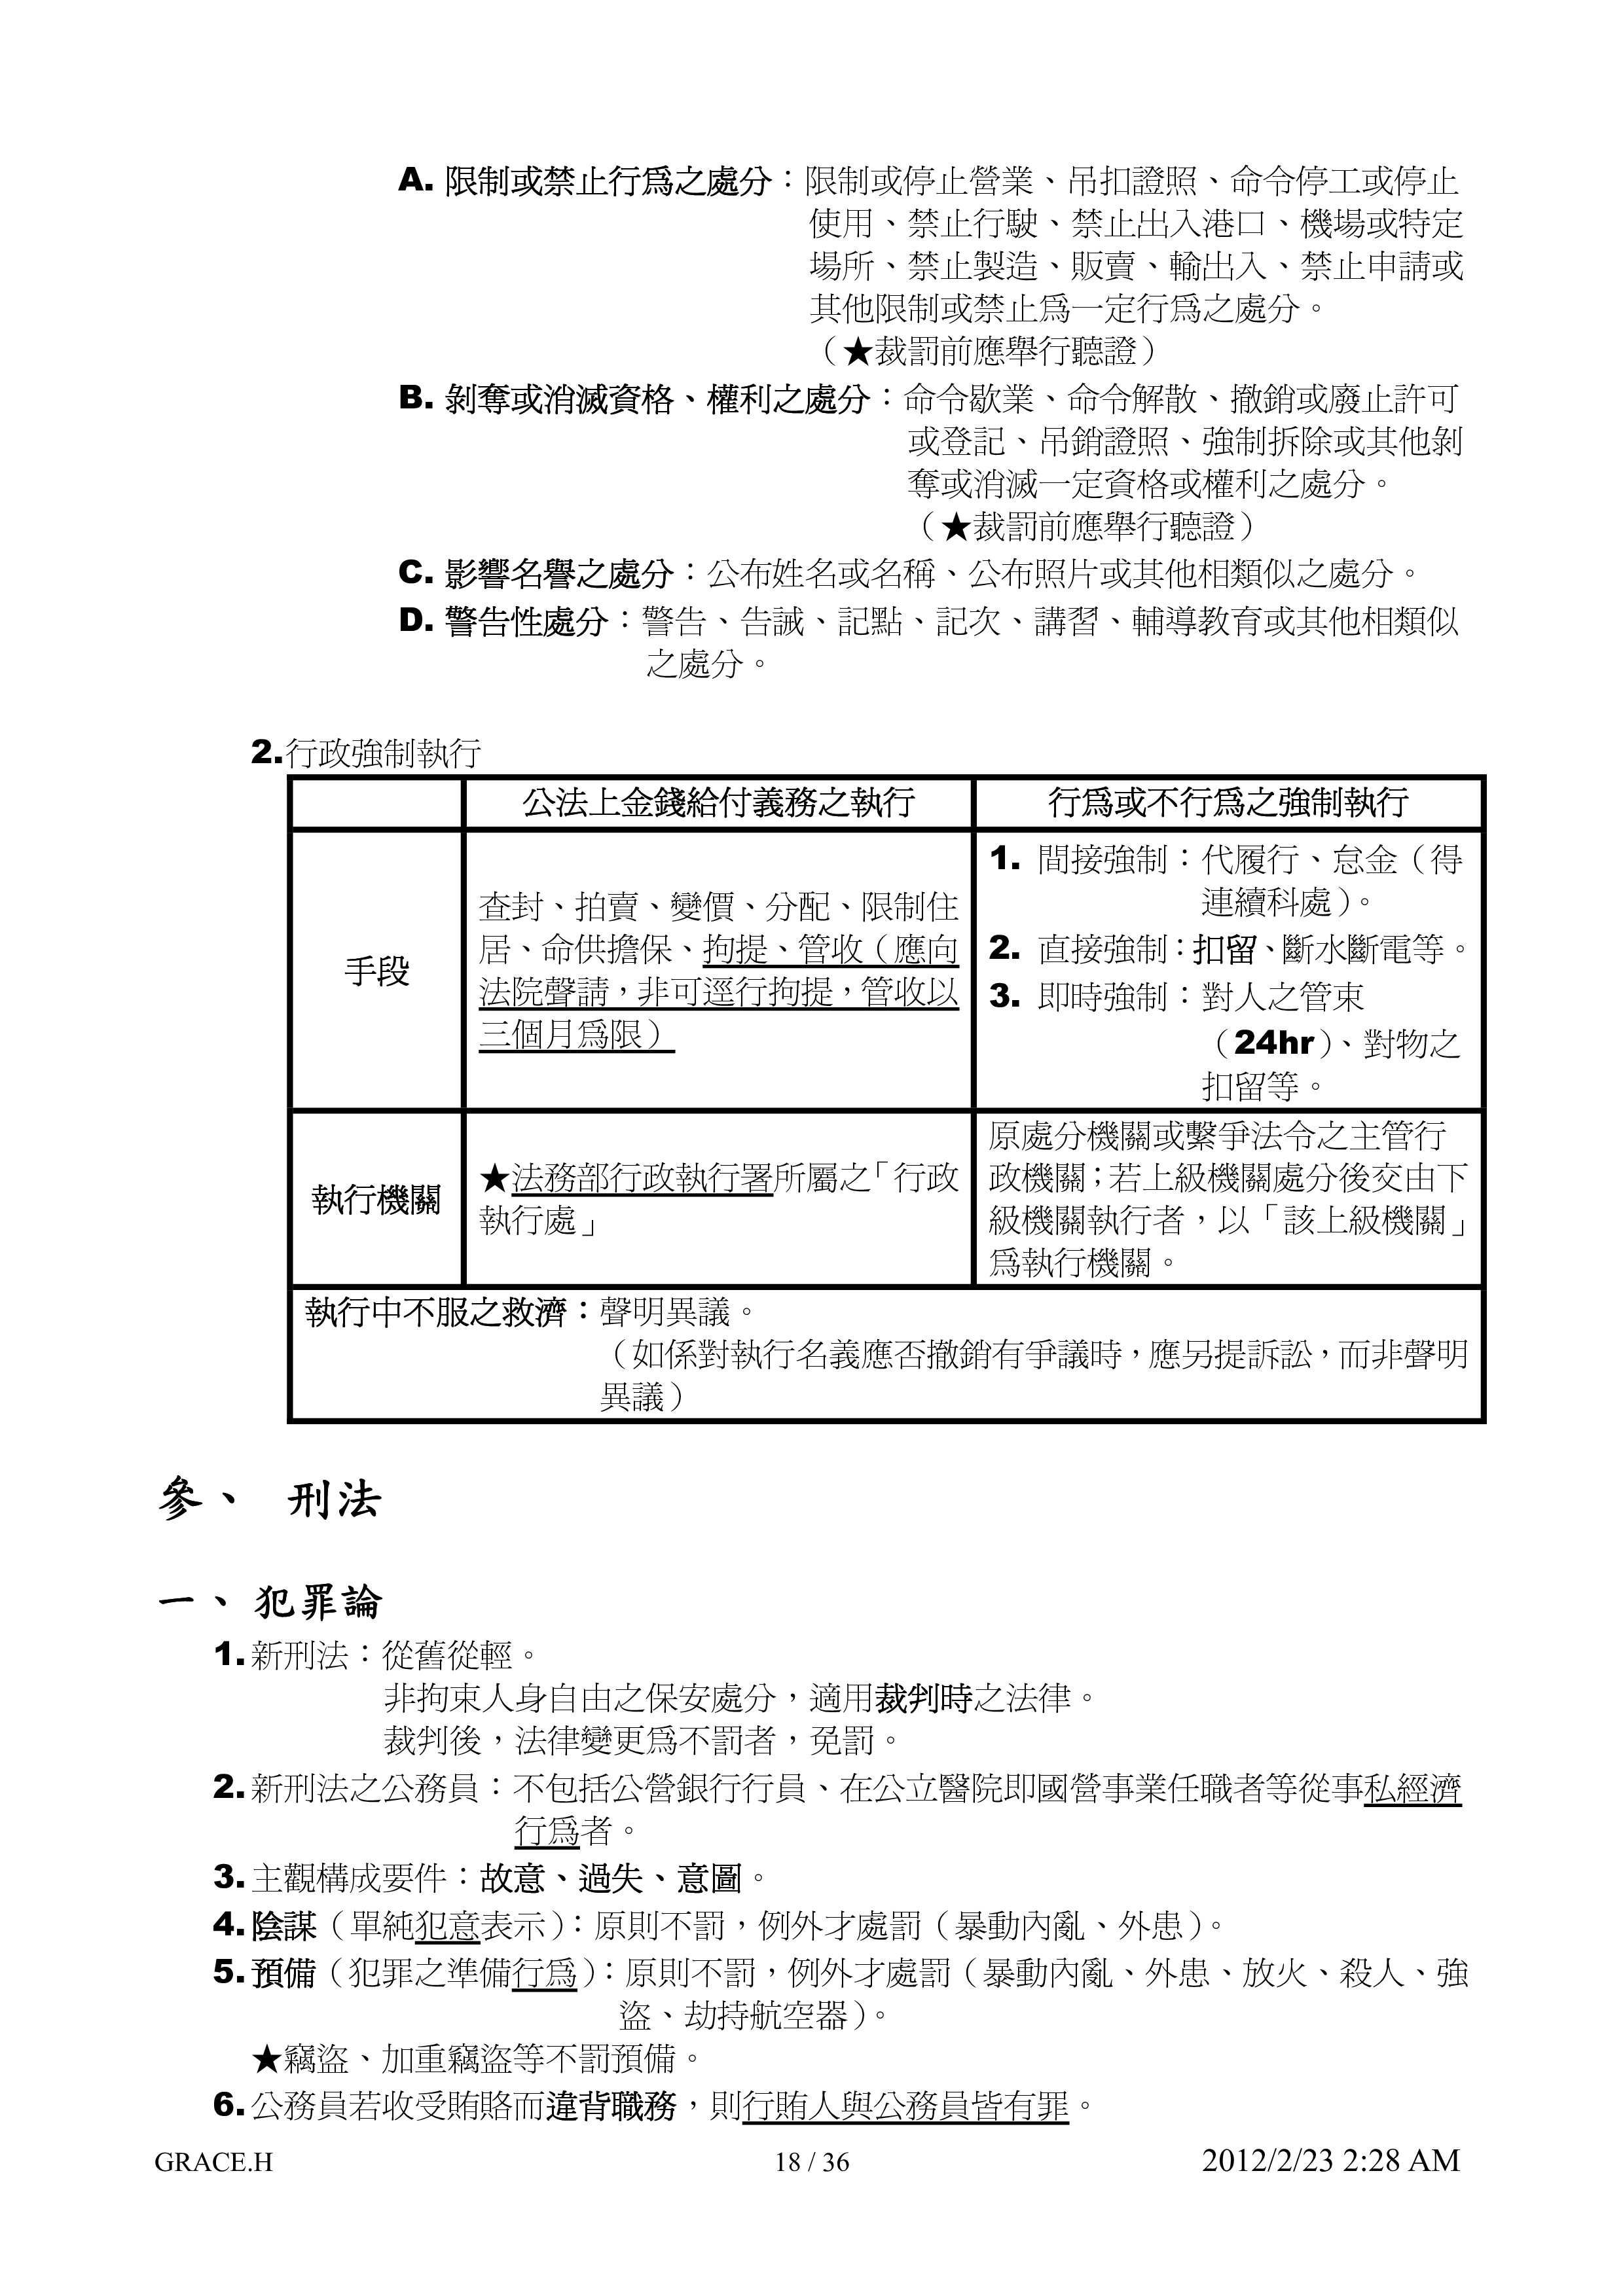 A. 限制或禁止行為之處分：限制或停止營業、吊扣證照、命令停工或停止
使用、禁止行駛、禁止出入港口、機場或特定
場所、禁止製造、販賣、輸出入、禁止申請或
其他限制或禁止為一定行為之處分。
（★裁罰前應舉行聽證）
B. 剝奪或消滅資格、權利之處分：命令歇業、命令解散、撤銷或廢止許可
或登記、吊銷證照、強制拆除或其他剝
奪或消滅一定資格或權利之處分。
（★裁罰前應舉行聽證）
C. 影響名譽之處分：公布姓名或名稱、公布照片或其他相類似之處分。
D. 警告性處分：警告、告誡、記點、記次、講習、輔導教育或其他相類似
之處分。
2.行政強制執行
公法上金錢給付義務之執行
行為或不行為之強制執行
手段
查封、拍賣、變價、分配、限制住
居、命供擔保、拘提、管收（應向
法院聲請，非可逕行拘提，管收以
三個月為限）
1. 間接強制：代履行、怠金（得
連續科處）。
2. 直接強制：扣留、斷水斷電等。
3. 即時強制：對人之管束
（24hr）、對物之
扣留等。
執行機關
★法務部行政執行署所屬之「行政
執行處」
原處分機關或繫爭法令之主管行
政機關；若上級機關處分後交由下
級機關執行者，以「該上級機關」
為執行機關。
執行中不服之救濟：聲明異議。
（如係對執行名義應否撤銷有爭議時，應另提訴訟，而非聲明
異議）
參、 刑法
一、犯罪論
1.新刑法：從舊從輕。
非拘束人身自由之保安處分，適用裁判時之法律。
裁判後，法律變更為不罰者，免罰。
2.新刑法之公務員：不包括公營銀行行員、在公立醫院即國營事業任職者等從事私經濟
行為者。
3.主觀構成要件：故意、過失、意圖。
4.陰謀（單純犯意表示）：原則不罰，例外才處罰（暴動內亂、外患）。
5.預備（犯罪之準備行為）：原則不罰，例外才處罰（暴動內亂、外患、放火、殺人、強
盜、劫持航空器）。
★竊盜、加重竊盜等不罰預備。
6.公務員若收受賄賂而違背職務，則行賄人與公務員皆有罪。
GRACE.H
18 / 36
2012/2/23 2:28 AM